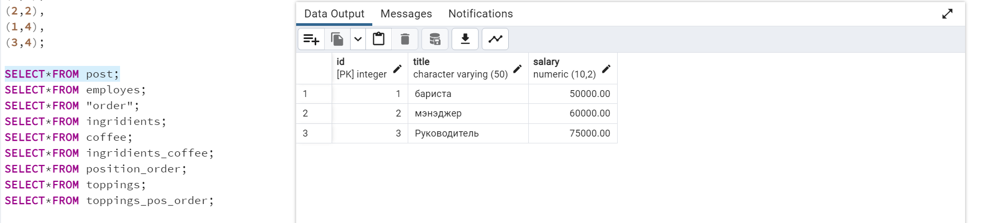 (2,2),
(1,4),
(3,4);
SELECT*FROM post;
SELECT*FROM employes;
SELECT*FROM "order";
SELECT*FROM ingridients;
SELECT*FROM coffee;
SELECT*FROM ingridients_coffee;
SELECT*FROM position_order;
SELECT*FROM toppings;
SELECT*FROM toppings_pos_order;
Data Output Messages Notifications
id title salary
[PK] integer character varying (50) numeric (10,2)
1 1 бариста 50000.00
2 2 мэнэджер 60000.00
3 3 Руководитель 75000.00